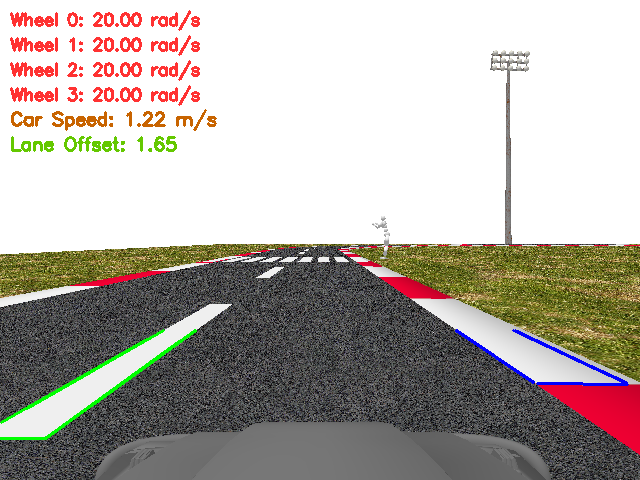 Wheel 0: 20.00 rad/s
Wheel 1: 20.00 rad/s
Wheel 2: 20.00 rad/s
Wheel 3: 20.00 rad/s
Car Speed: 1.22 m/s
Lane Offset: 1.65